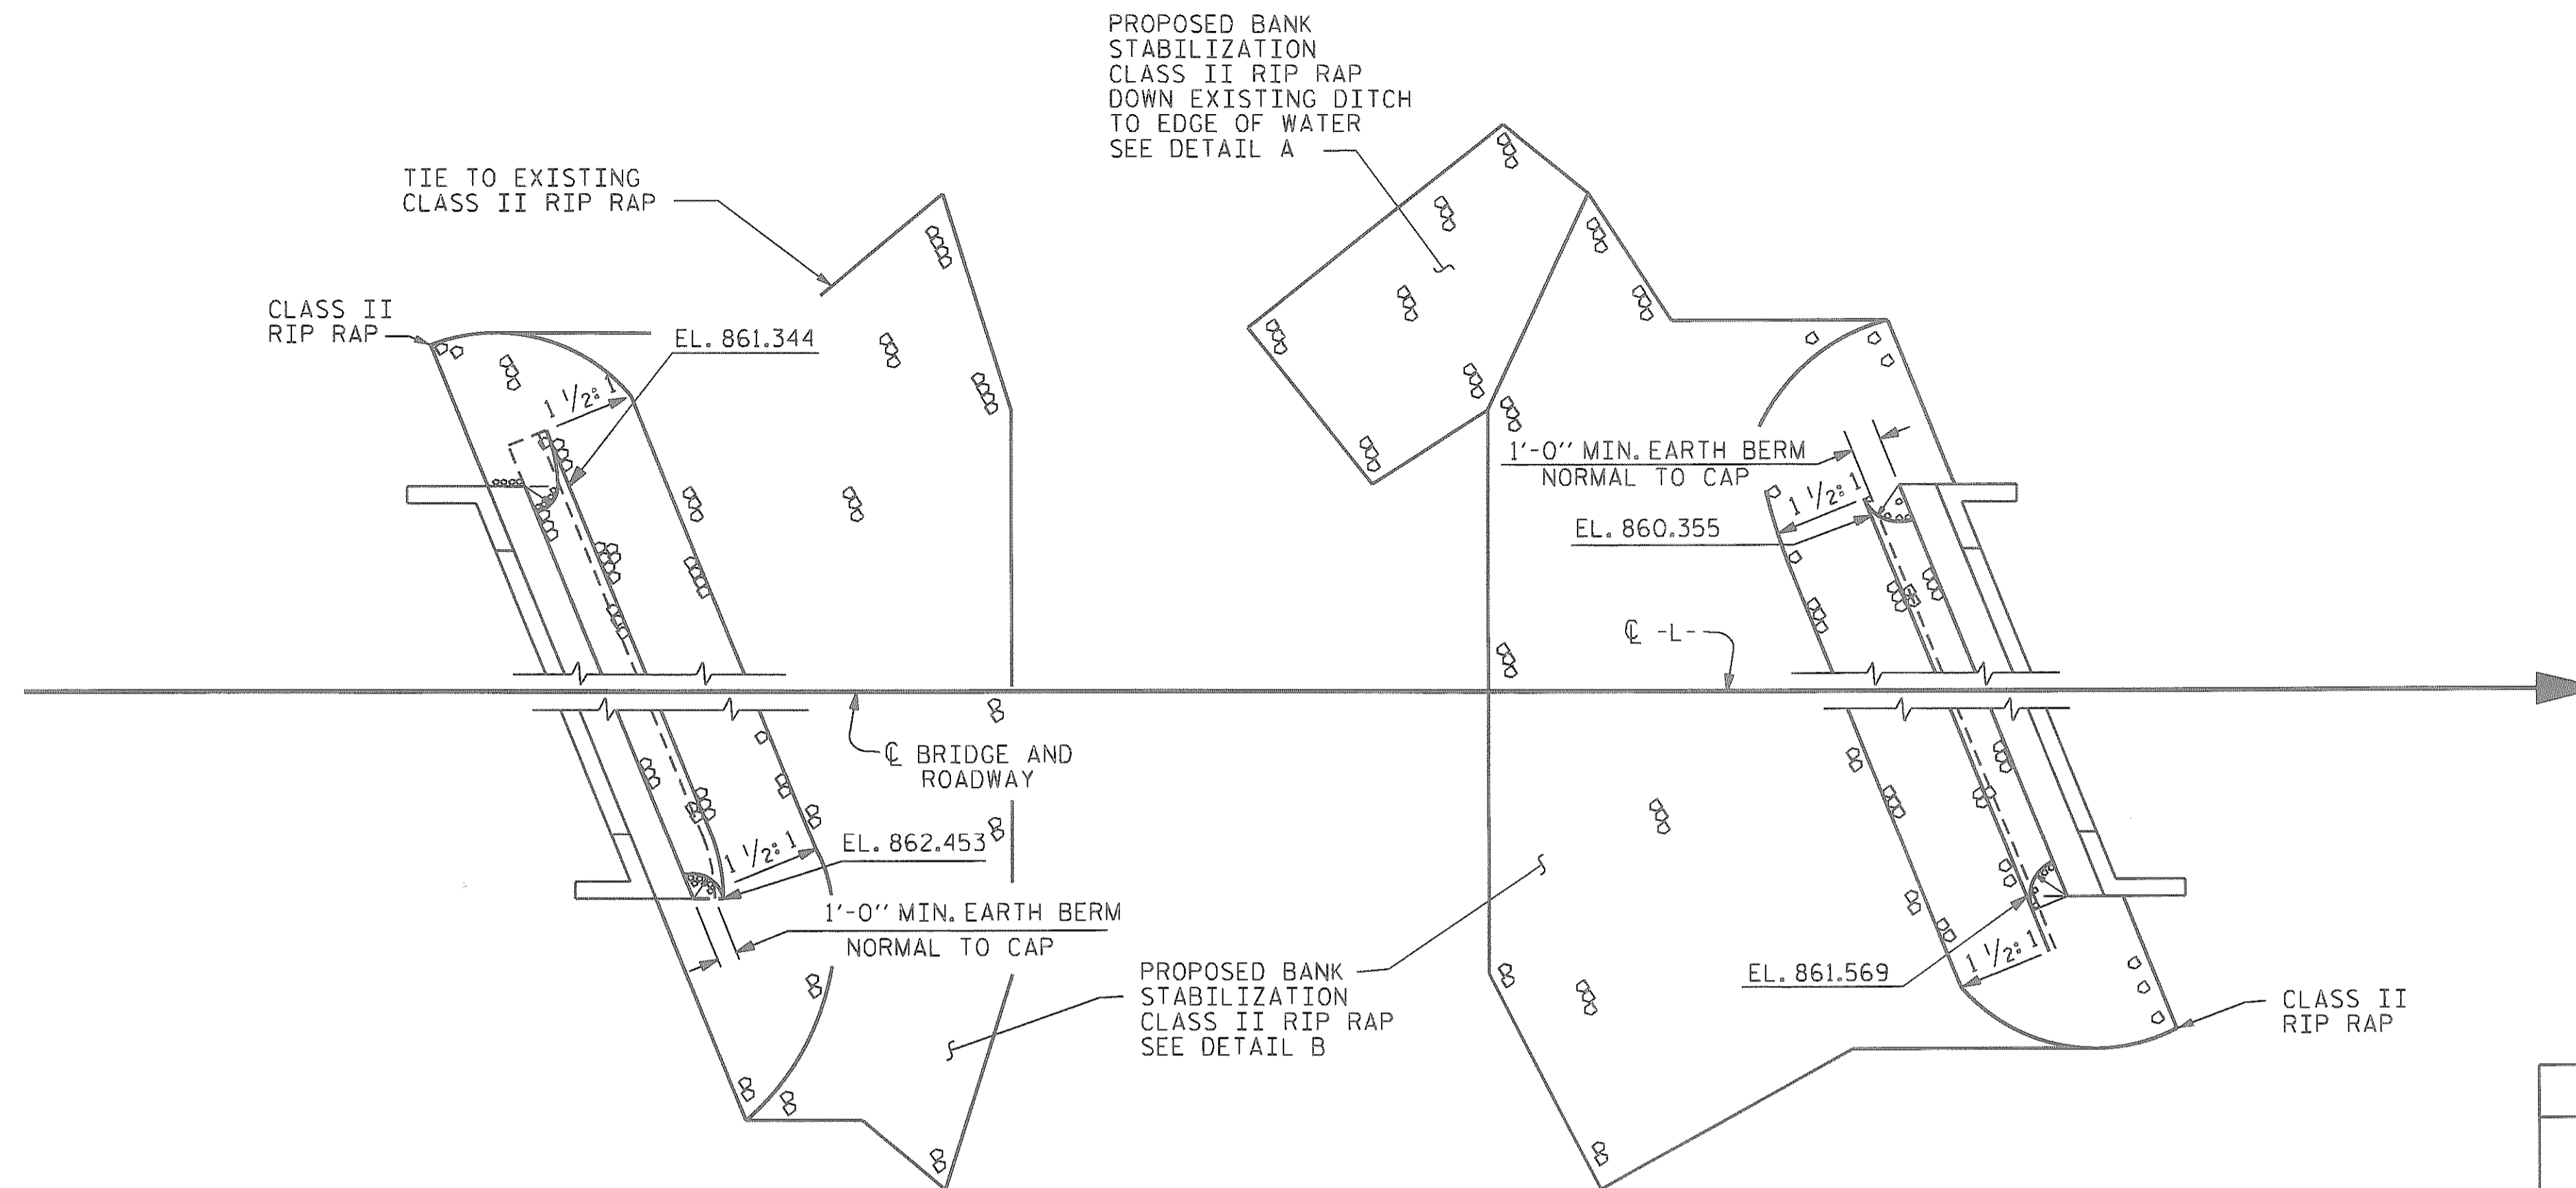 PROPOSED BANK
STABILIZATION
CLASS II RIP RAP
DOWN EXISTING DITCH
TO EDGE OF WATER
SEE DETAIL A
TIE TO EXISTING
CLASS II RIP RAP
CLASS II
RIP RAP
EL. 861.344
1 1/2: 1
1'-0" MIN. EARTH BERM
NORMAL TO CAP
1 1/2: 1
EL. 860.355
℄ -L-
℄ BRIDGE AND
ROADWAY
EL. 862.453
1 1/2: 1
1'-0" MIN. EARTH BERM
NORMAL TO CAP
PROPOSED BANK
STABILIZATION
CLASS II RIP RAP
SEE DETAIL B
1 1/2: 1
EL. 861.569
CLASS II
RIP RAP